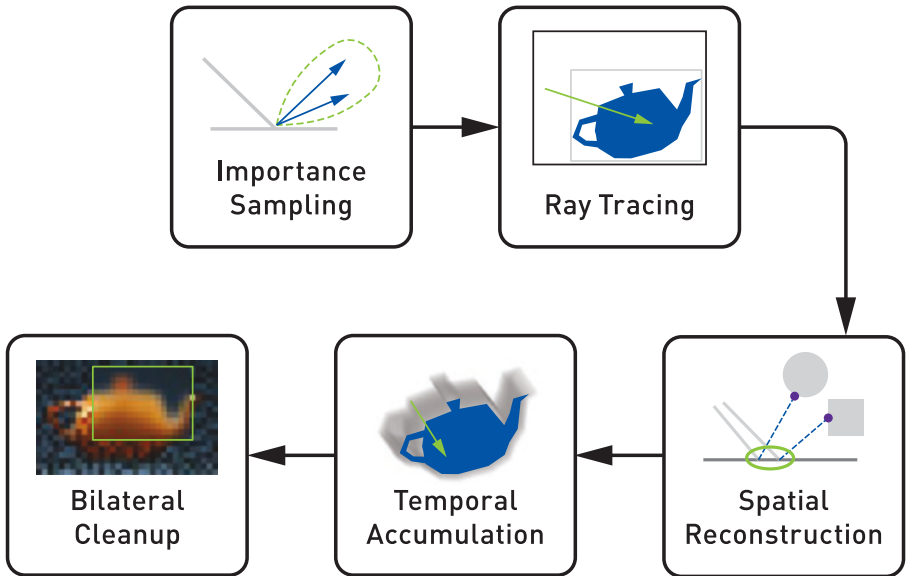 Importance
Sampling
Ray Tracing
Spatial
Reconstruction
Temporal
Accumulation
Bilateral
Cleanup